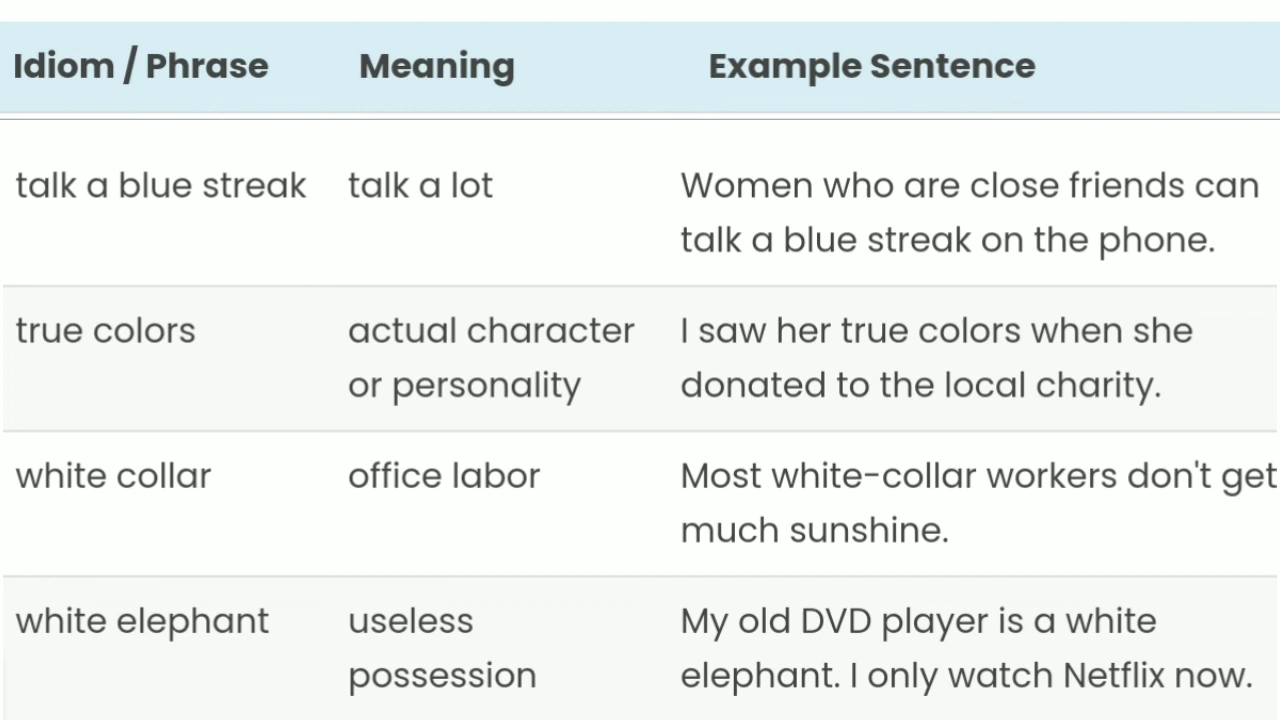 Idiom / Phrase Meaning Example Sentence
talk a blue streak talk a lot Women who are close friends can
talk a blue streak on the phone.
true colors actual character I saw her true colors when she
or personality donated to the local charity.
white collar office labor Most white-collar workers don't get
much sunshine.
white elephant useless My old DVD player is a white
possession elephant. I only watch Netflix now.